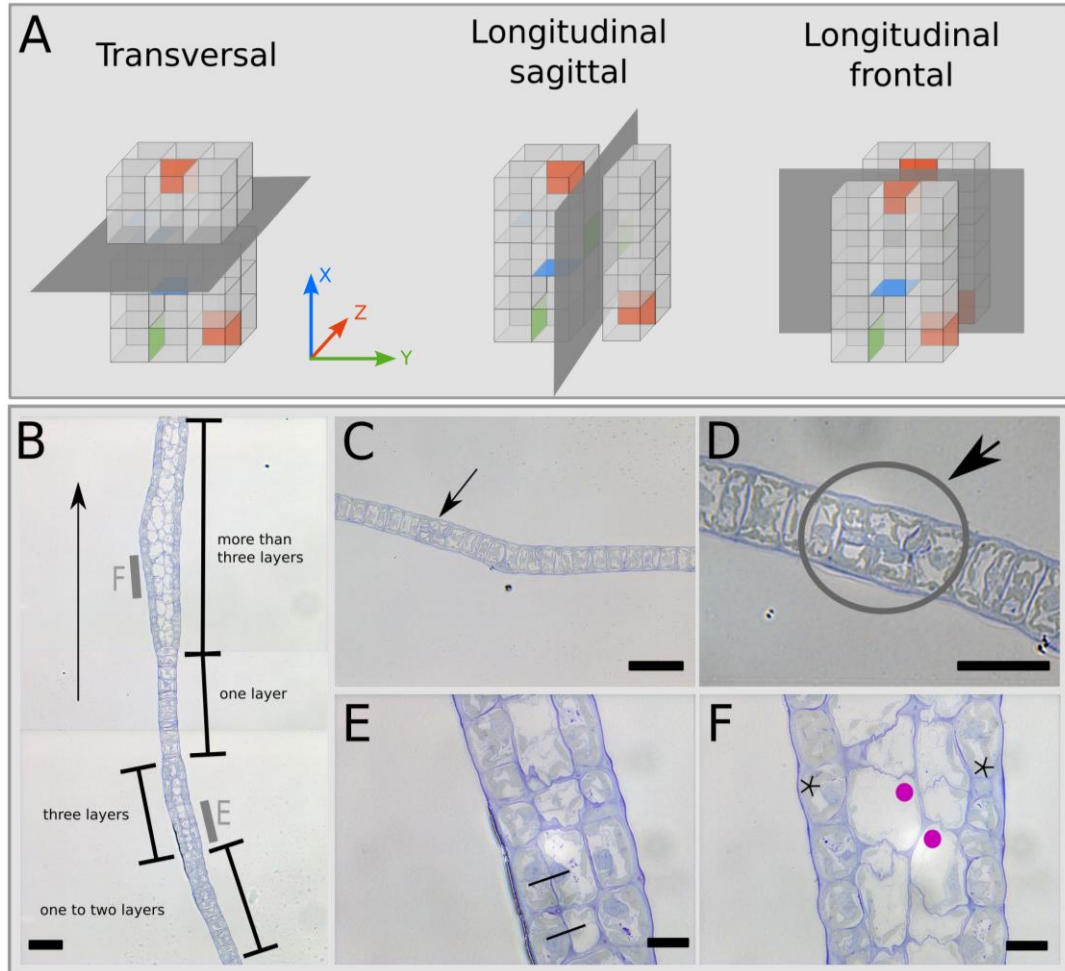 A
Transversal
Longitudinal
sagittal
Longitudinal
frontal
X
Z
Y
B
more than
three layers
F
one layer
three layers
E
one to two layers
C
D
E
F